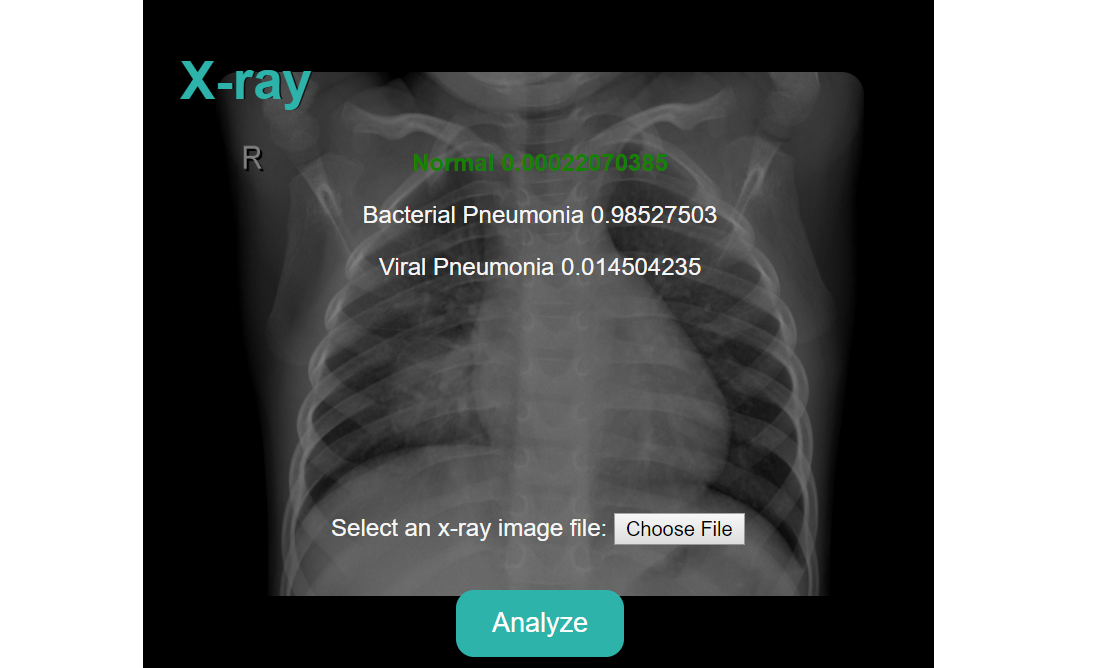 X-ray
R
Normal 0.00022070385
Bacterial Pneumonia 0.98527503
Viral Pneumonia 0.014504235
Select an x-ray image file: Choose File
Analyze